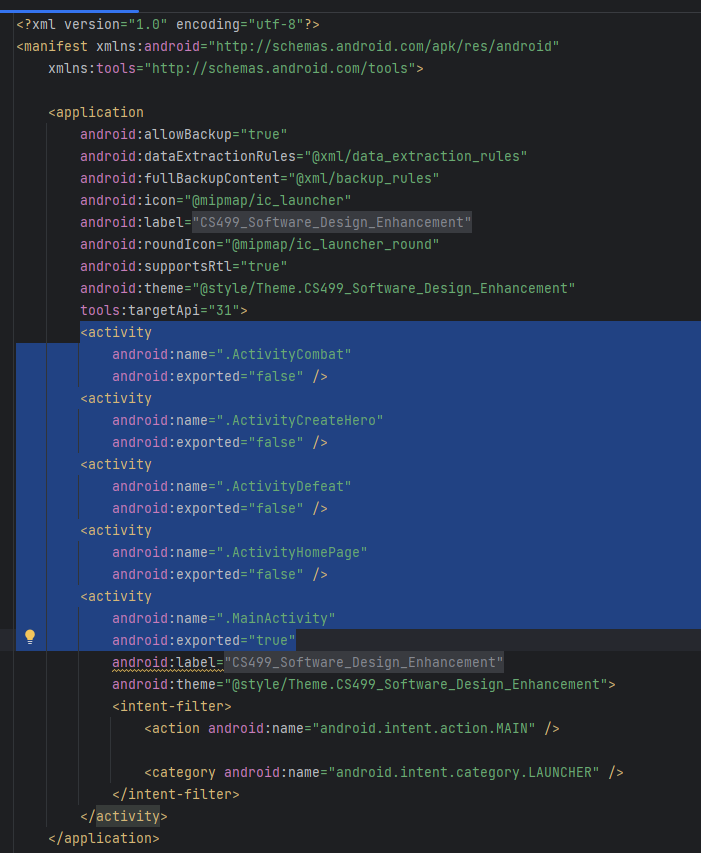 <?xml version="1.0" encoding="utf-8"?>
<manifest xmlns:android="http://schemas.android.com/apk/res/android"
    xmlns:tools="http://schemas.android.com/tools">

    <application
        android:allowBackup="true"
        android:dataExtractionRules="@xml/data_extraction_rules"
        android:fullBackupContent="@xml/backup_rules"
        android:icon="@mipmap/ic_launcher"
        android:label="CS499_Software_Design_Enhancement"
        android:roundIcon="@mipmap/ic_launcher_round"
        android:supportsRtl="true"
        android:theme="@style/Theme.CS499_Software_Design_Enhancement"
        tools:targetApi="31">
        <activity
            android:name=".ActivityCombat"
            android:exported="false" />
        <activity
            android:name=".ActivityCreateHero"
            android:exported="false" />
        <activity
            android:name=".ActivityDefeat"
            android:exported="false" />
        <activity
            android:name=".ActivityHomePage"
            android:exported="false" />
        <activity
            android:name=".MainActivity"
            android:exported="true"
            android:label="CS499_Software_Design_Enhancement"
            android:theme="@style/Theme.CS499_Software_Design_Enhancement">
            <intent-filter>
                <action android:name="android.intent.action.MAIN" />

                <category android:name="android.intent.category.LAUNCHER" />
            </intent-filter>
        </activity>
    </application>